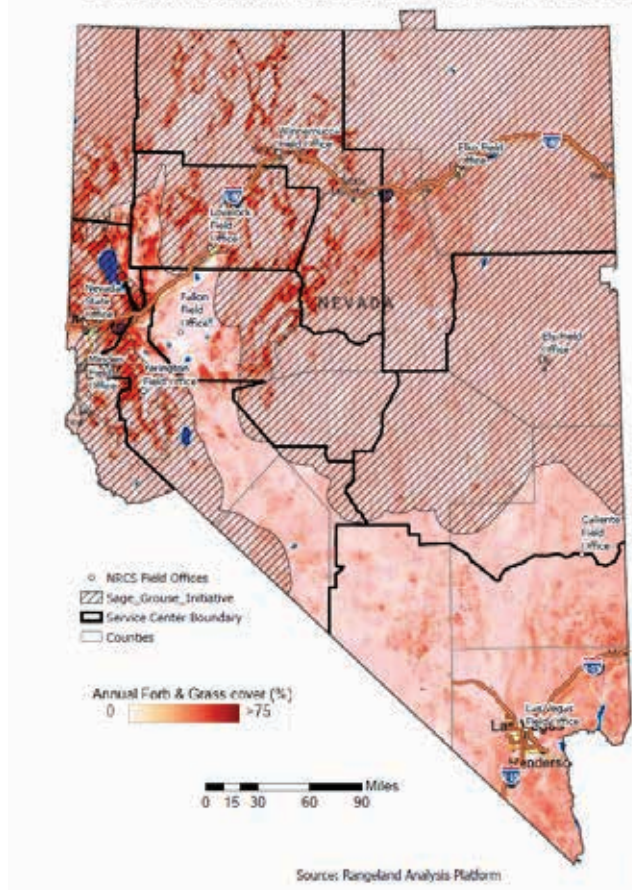 Winnemucca
Field Office
Elko Field
Office
Lovelock
Field
Office
NEVADA
Nevada
State
Office
Fallon
Field
Office
Ely Field
Office
Minden
Field
Office
Yerington
Field Office
Caliente
Field
Office
NRCS Field Offices
Sage_Grouse_Initiative
Service Center Boundary
Counties
Annual Forb & Grass cover (%)
0 >75
Las Vegas
Field Office
Henderso
Miles
0 15 30 60 90
Source: Rangeland Analysis Platform